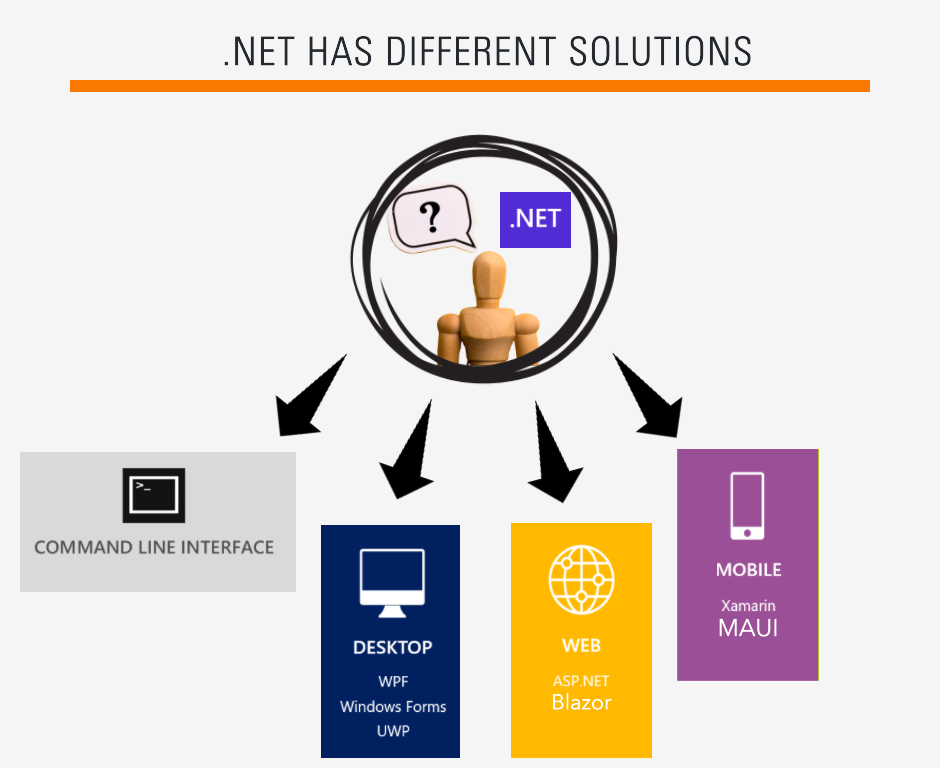 .NET HAS DIFFERENT SOLUTIONS
?
.NET
>_
COMMAND LINE INTERFACE
DESKTOP
WPF
Windows Forms
UWP
WEB
ASP.NET
Blazor
MOBILE
Xamarin
MAUI